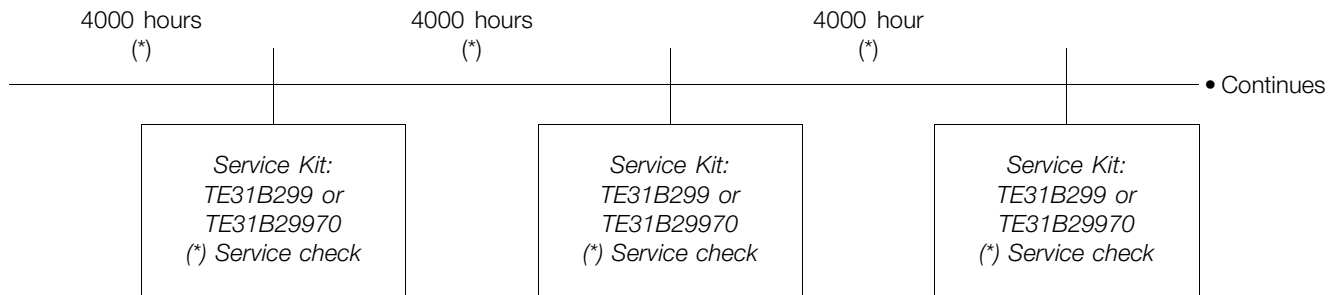 4000 hours
(*)
4000 hours
(*)
4000 hour
(*)
• Continues
Service Kit:
TE31B299 or
TE31B29970
(*) Service check
Service Kit:
TE31B299 or
TE31B29970
(*) Service check
Service Kit:
TE31B299 or
TE31B29970
(*) Service check